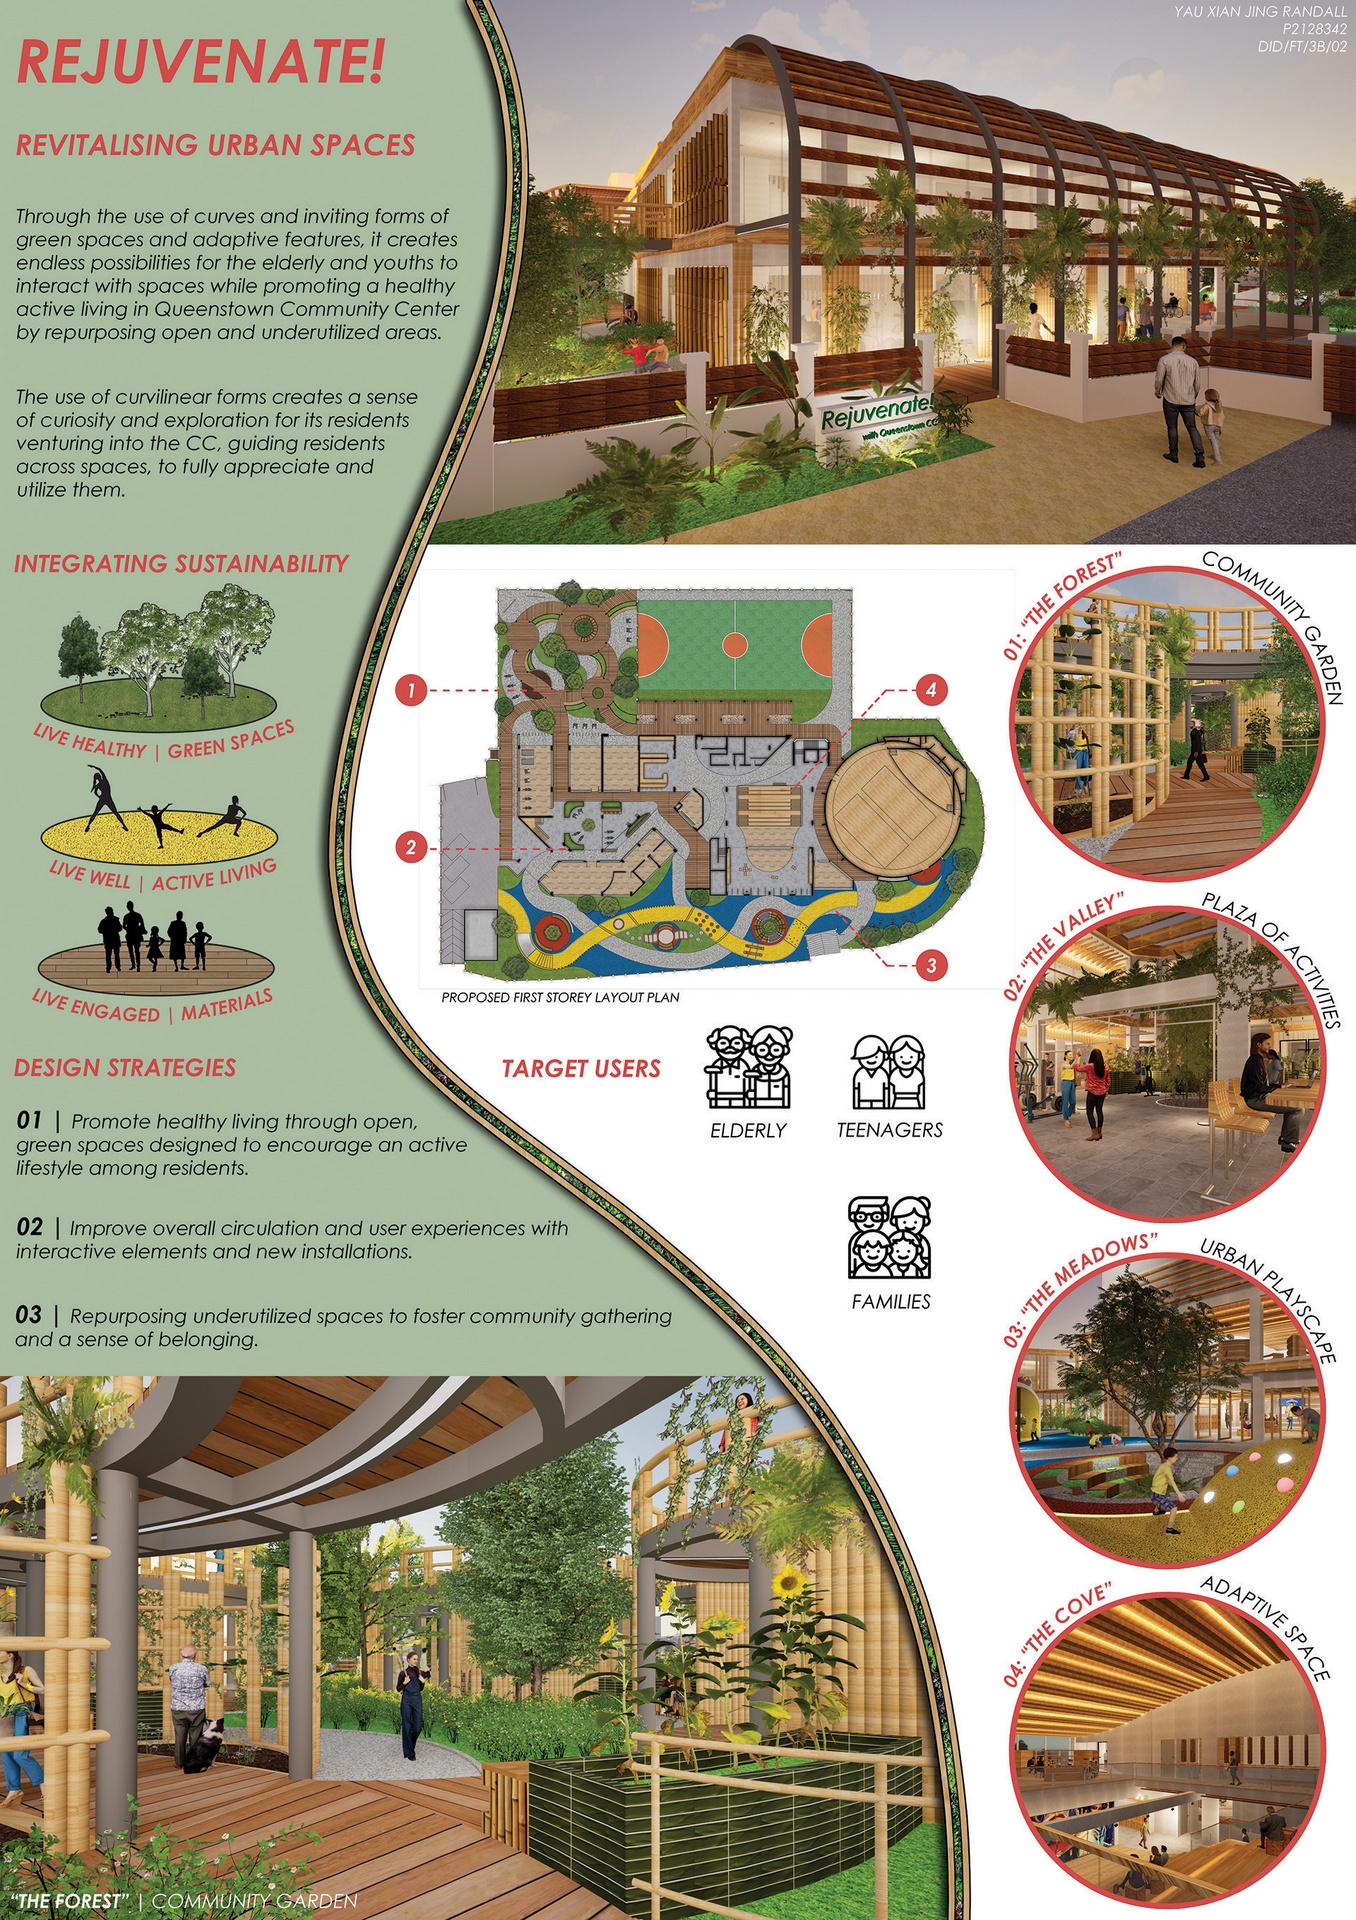 YAU XIAN JING RANDALL
P2128342
DID/FT/3B/02
REJUVENATE!
REVITALISING URBAN SPACES
Through the use of curves and inviting forms of
green spaces and adaptive features, it creates
endless possibilities for the elderly and youths to
interact with spaces while promoting a healthy
active living in Queenstown Community Center
by repurposing open and underutilized areas.
The use of curvilinear forms creates a sense
of curiosity and exploration for its residents
venturing into the CC, guiding residents
across spaces, to fully appreciate and
utilize them.
Rejuvenate!
with Queenstown CC
INTEGRATING SUSTAINABILITY
LIVE HEALTHY | GREEN SPACES
LIVE WELL | ACTIVE LIVING
LIVE ENGAGED | MATERIALS
1
2
3
4
PROPOSED FIRST STOREY LAYOUT PLAN
DESIGN STRATEGIES
01 | Promote healthy living through open,
green spaces designed to encourage an active
lifestyle among residents.
02 | Improve overall circulation and user experiences with
interactive elements and new installations.
03 | Repurposing underutilized spaces to foster community gathering
and a sense of belonging.
TARGET USERS
ELDERLY
TEENAGERS
FAMILIES
01: "THE FOREST"
COMMUNITY GARDEN
02: "THE VALLEY"
PLAZA OF ACTIVITIES
03: "THE MEADOWS"
URBAN PLAYSCAPE
04: "THE COVE"
ADAPTIVE SPACE
"THE FOREST" | COMMUNITY GARDEN